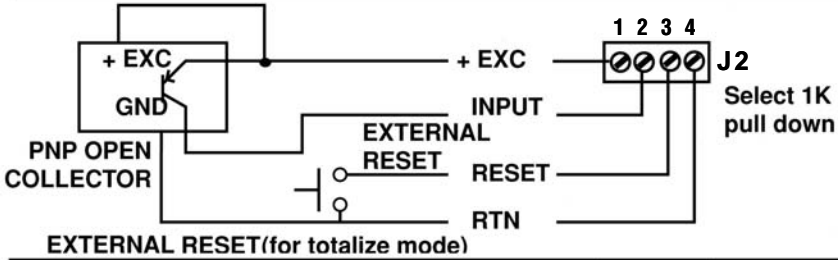 1 2 3 4
+ EXC
+ EXC
J2
GND
INPUT
Select 1K
pull down
PNP OPEN
COLLECTOR
EXTERNAL
RESET
RESET
RTN
EXTERNAL RESET(for totalize mode)